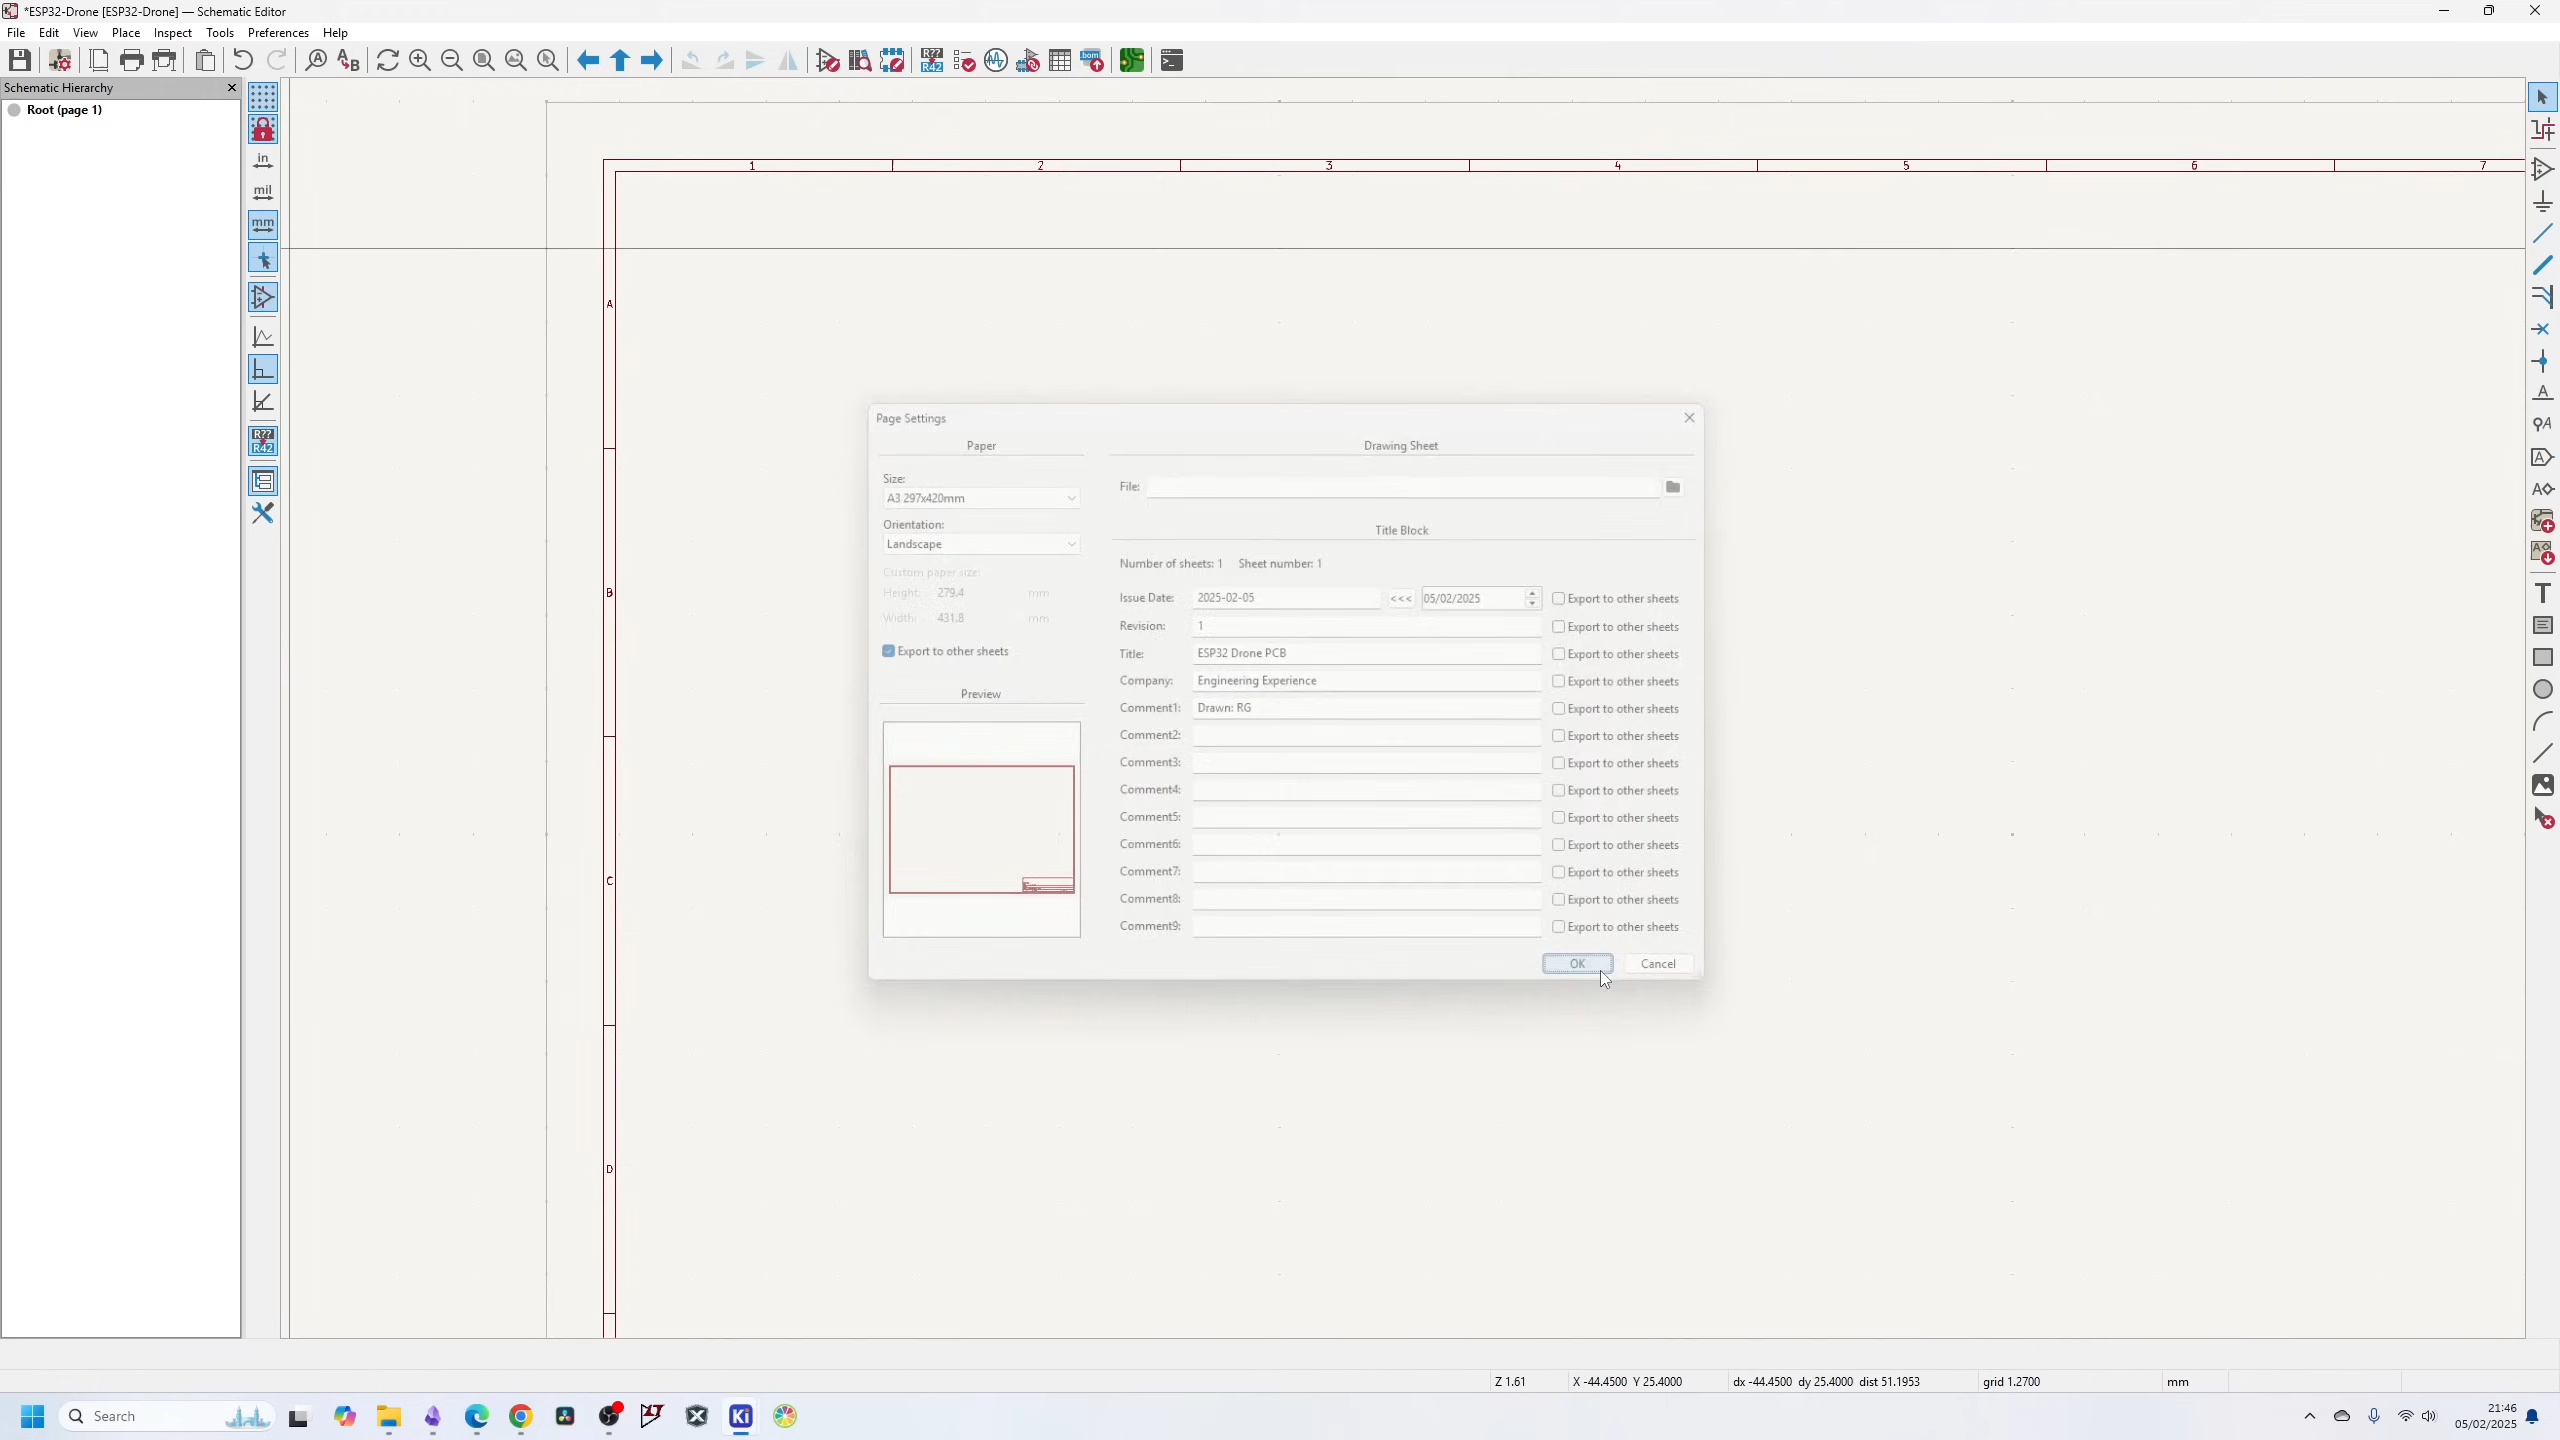 *ESP32-Drone [ESP32-Drone] — Schematic Editor
File Edit View Place Inspect Tools Preferences Help
Schematic Hierarchy
Root (page 1)
in
mil
mm
R??
R42
1 2 3 4 5 6 7
A
B
C
D
Page Settings
Paper
Size:
A3 297x420mm
Orientation:
Landscape
Custom paper size:
Height: 279.4 mm
Width: 431.8 mm
Export to other sheets
Preview
Drawing Sheet
File:
Title Block
Number of sheets: 1 Sheet number: 1
Issue Date: 2025-02-05 <<< 05/02/2025 Export to other sheets
Revision: 1 Export to other sheets
Title: ESP32 Drone PCB Export to other sheets
Company: Engineering Experience Export to other sheets
Comment1: Drawn: RG Export to other sheets
Comment2: Export to other sheets
Comment3: Export to other sheets
Comment4: Export to other sheets
Comment5: Export to other sheets
Comment6: Export to other sheets
Comment7: Export to other sheets
Comment8: Export to other sheets
Comment9: Export to other sheets
OK Cancel
Z 1.61 X -44.4500 Y 25.4000 dx -44.4500 dy 25.4000 dist 51.1953 grid 1.2700 mm
Search
Ki
21:46
05/02/2025